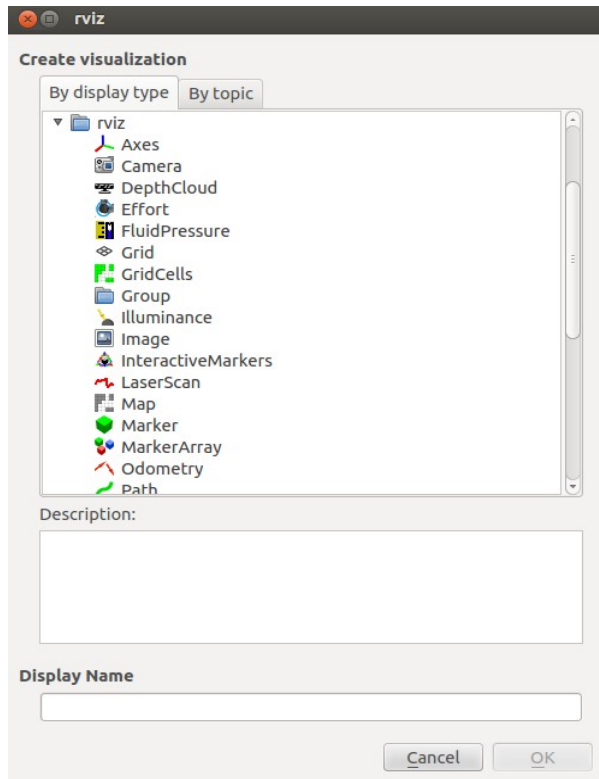 rviz
Create visualization
By display type
By topic
rviz
Axes
Camera
DepthCloud
Effort
FluidPressure
Grid
GridCells
Group
Illuminance
Image
InteractiveMarkers
LaserScan
Map
Marker
MarkerArray
Odometry
Path
Description:
Display Name
Cancel
OK